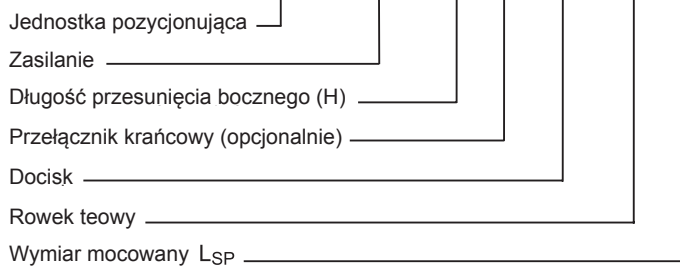 Jednostka pozycjonująca
Zasilanie
Długość przesunięcia bocznego (H)
Przełącznik krańcowy (opcjonalnie)
Docisk
Rowek teowy
Wymiar mocowany LSP